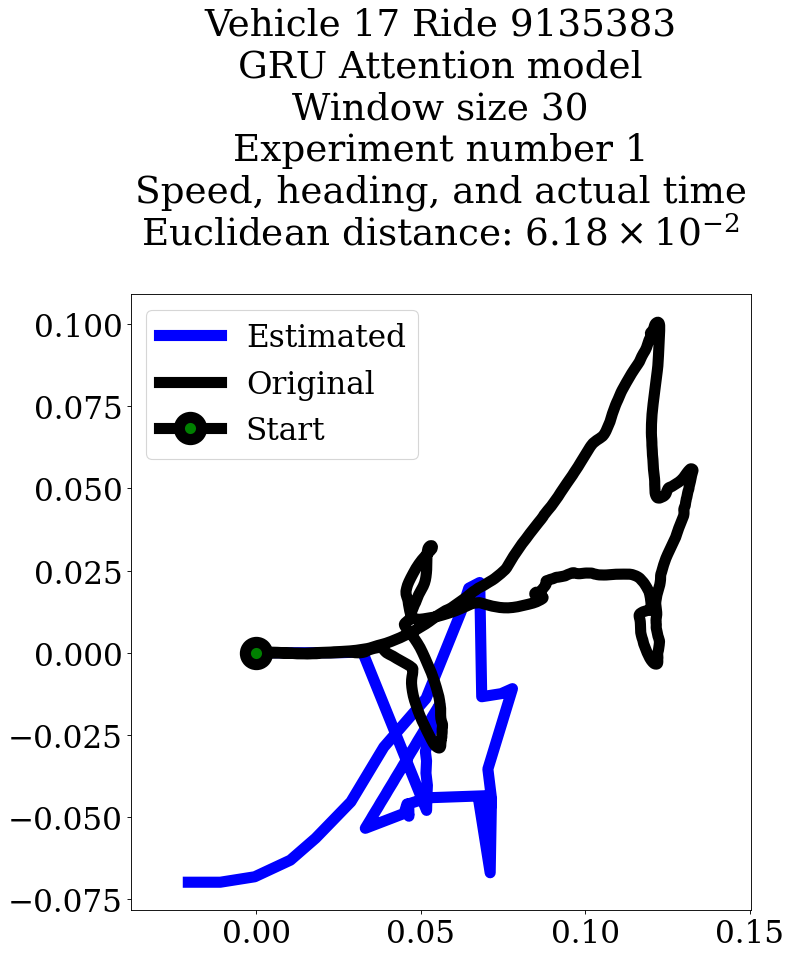 Vehicle 17 Ride 9135383
GRU Attention model
Window size 30
Experiment number 1
Speed, heading, and actual time
Euclidean distance: 6.18 × 10⁻²
Estimated
Original
Start
0.100
0.075
0.050
0.025
0.000
−0.025
−0.050
−0.075
0.00 0.05 0.10 0.15